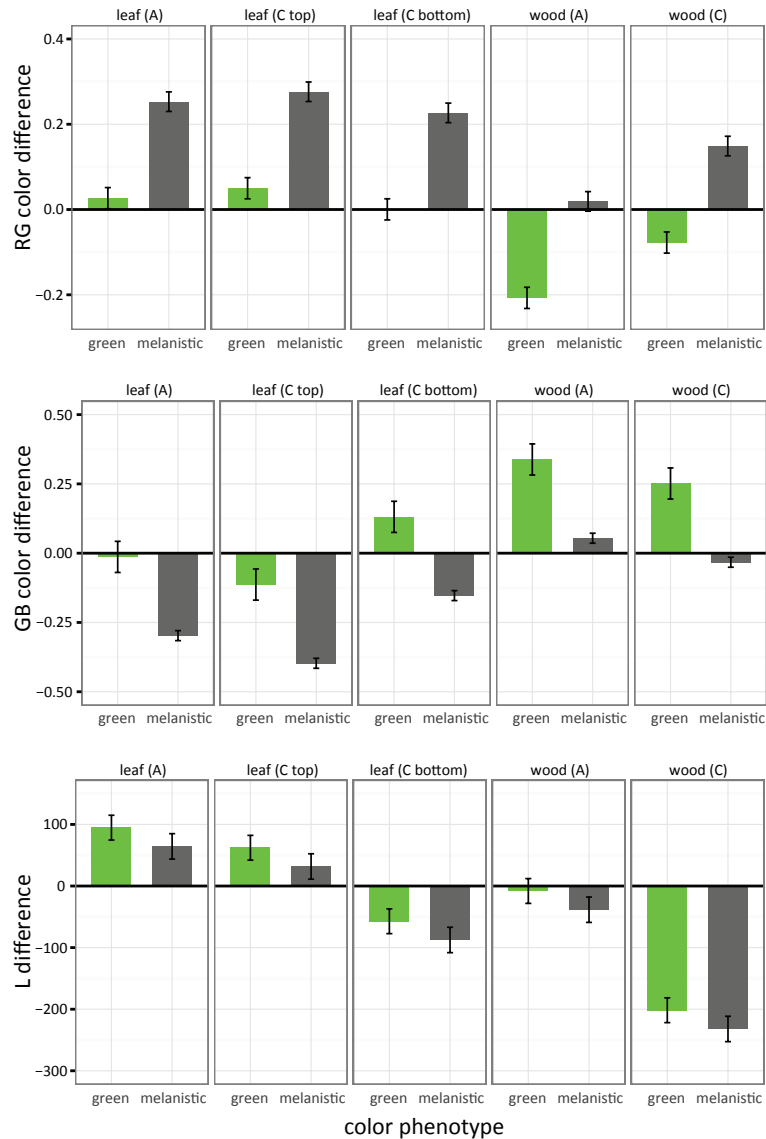 leaf (A) leaf (C top) leaf (C bottom) wood (A) wood (C)
RG color difference
0.4
0.2
0.0
−0.2
green melanistic green melanistic green melanistic green melanistic green melanistic
leaf (A) leaf (C top) leaf (C bottom) wood (A) wood (C)
GB color difference
0.50
0.25
0.00
−0.25
−0.50
green melanistic green melanistic green melanistic green melanistic green melanistic
leaf (A) leaf (C top) leaf (C bottom) wood (A) wood (C)
L difference
100
0
−100
−200
−300
green melanistic green melanistic green melanistic green melanistic green melanistic
color phenotype